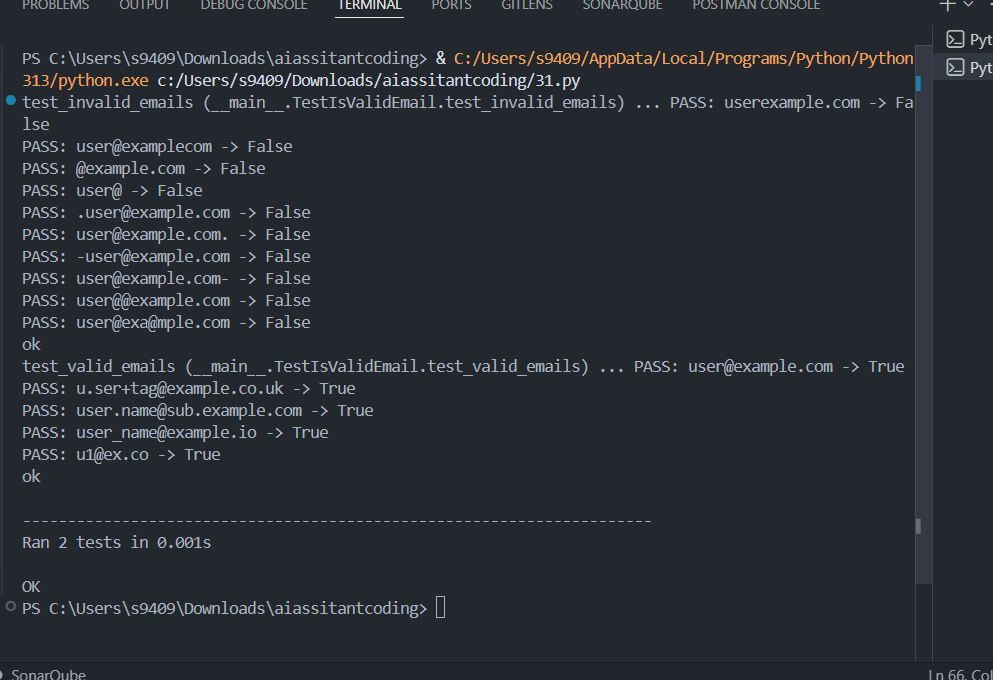 PROBLEMS OUTPUT DEBUG CONSOLE TERMINAL PORTS GITLENS SONARQUBE POSTMAN CONSOLE
PS C:\Users\s9409\Downloads\aiassitantcoding> & C:/Users/s9409/AppData/Local/Programs/Python/Python
313/python.exe c:/Users/s9409/Downloads/aiassitantcoding/31.py
test_invalid_emails (__main__.TestIsValidEmail.test_invalid_emails) ... PASS: userexample.com -> Fa
lse
PASS: user@examplecom -> False
PASS: @example.com -> False
PASS: user@ -> False
PASS: .user@example.com -> False
PASS: user@example.com. -> False
PASS: -user@example.com -> False
PASS: user@example.com- -> False
PASS: user@@example.com -> False
PASS: user@exa@mple.com -> False
ok
test_valid_emails (__main__.TestIsValidEmail.test_valid_emails) ... PASS: user@example.com -> True
PASS: u.ser+tag@example.co.uk -> True
PASS: user.name@sub.example.com -> True
PASS: user_name@example.io -> True
PASS: u1@ex.co -> True
ok
----------------------------------------------------------------------
Ran 2 tests in 0.001s
OK
PS C:\Users\s9409\Downloads\aiassitantcoding>
Pyt
Pyt
SonarQube
Ln 66, Col